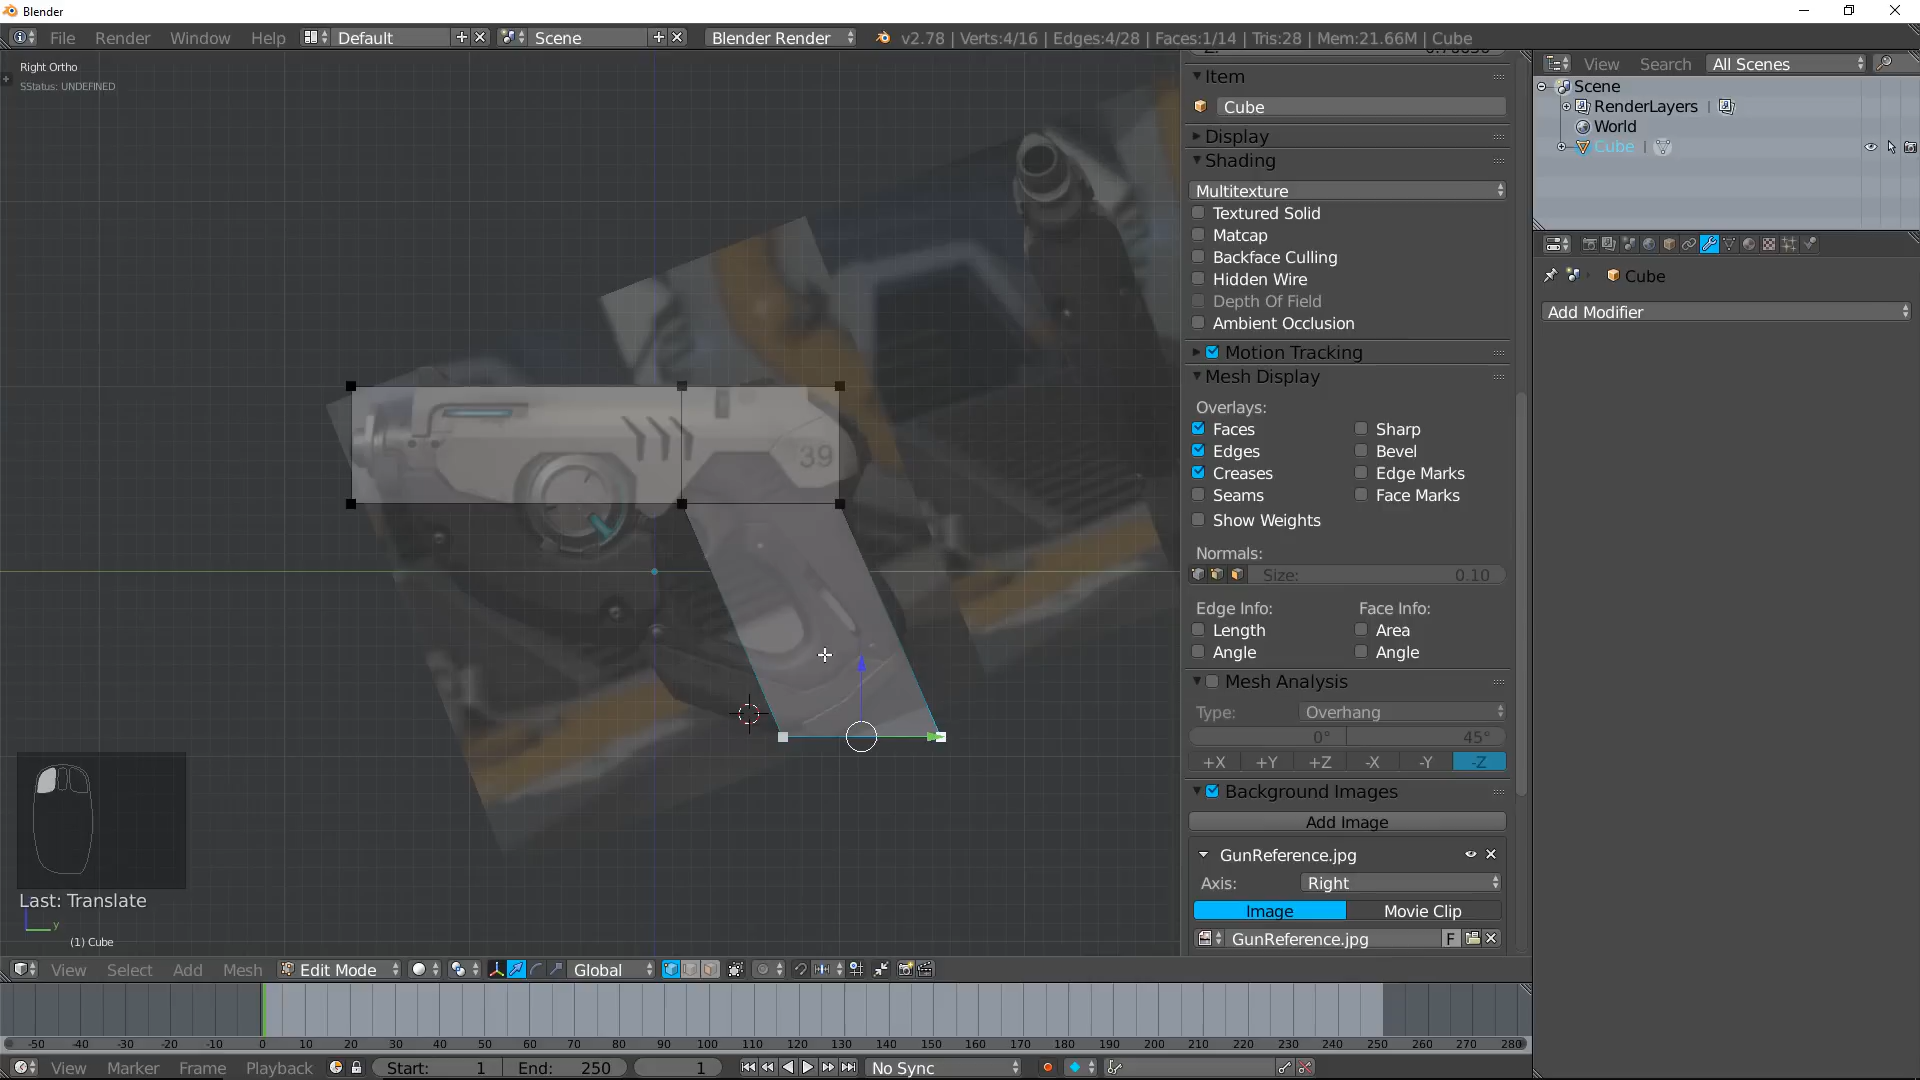 Blender
File Render Window Help Default Scene Blender Render v2.78 | Verts:4/16 | Edges:4/28 | Faces:1/14 | Tris:28 | Mem:21.66M | Cube
Right Ortho
SStatus: UNDEFINED
39
Last: Translate
y
(1) Cube
Item
Cube
Display
Shading
Multitexture
Textured Solid
Matcap
Backface Culling
Hidden Wire
Depth Of Field
Ambient Occlusion
Motion Tracking
Mesh Display
Overlays:
Faces Sharp
Edges Bevel
Creases Edge Marks
Seams Face Marks
Show Weights
Normals:
Size: 0.10
Edge Info: Face Info:
Length Area
Angle Angle
Mesh Analysis
Type: Overhang
0° 45°
+X +Y +Z -X -Y -Z
Background Images
Add Image
GunReference.jpg
Axis: Right
Image Movie Clip
GunReference.jpg F
View Search All Scenes
Scene
RenderLayers |
World
Cube |
Cube
Add Modifier
View Select Add Mesh Edit Mode Global
-50 -40 -30 -20 -10 0 10 20 30 40 50 60 70 80 90 100 110 120 130 140 150 160 170 180 190 200 210 220 230 240 250 260 270 280
View Marker Frame Playback Start: 1 End: 250 1 No Sync